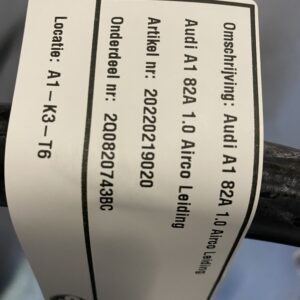 Omschrijving: Audi A1 82A 1.0 Airco Leiding
Audi A1 82A 1.0 Airco Leiding
Artikel nr: 20220219020
Onderdeel nr: 2Q0820743BC
Locatie: A1-K3-T6